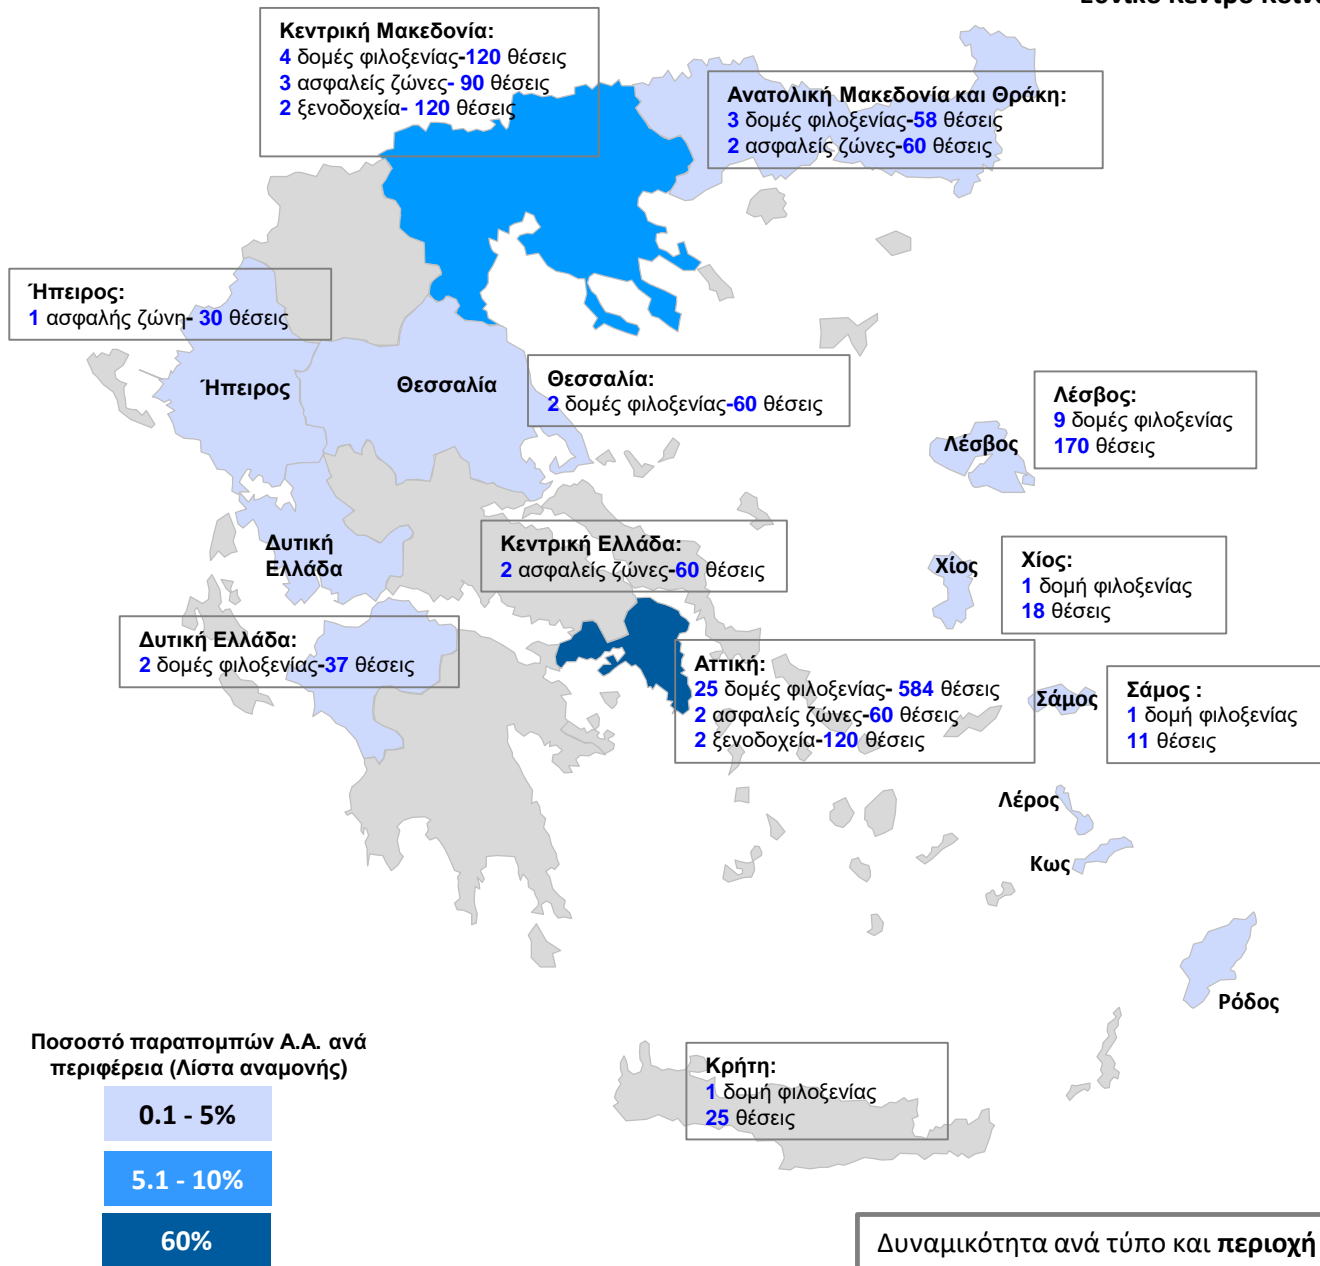 Εθνικό Κέντρο
Κεντρική Μακεδονία:
4 δομές φιλοξενίας-120 θέσεις
3 ασφαλείς ζώνες- 90 θέσεις
2 ξενοδοχεία- 120 θέσεις
Ανατολική Μακεδονία και Θράκη:
3 δομές φιλοξενίας-58 θέσεις
2 ασφαλείς ζώνες-60 θέσεις
Ήπειρος:
1 ασφαλής ζώνη- 30 θέσεις
Ήπειρος
Θεσσαλία
Θεσσαλία:
2 δομές φιλοξενίας-60 θέσεις
Λέσβος:
9 δομές φιλοξενίας
170 θέσεις
Λέσβος
Δυτική
Ελλάδα
Κεντρική Ελλάδα:
2 ασφαλείς ζώνες-60 θέσεις
Χίος
Χίος:
1 δομή φιλοξενίας
18 θέσεις
Δυτική Ελλάδα:
2 δομές φιλοξενίας-37 θέσεις
Αττική:
25 δομές φιλοξενίας- 584 θέσεις
2 ασφαλείς ζώνες-60 θέσεις
2 ξενοδοχεία-120 θέσεις
Σάμος
Σάμος :
1 δομή φιλοξενίας
11 θέσεις
Λέρος
Κως
Ρόδος
Ποσοστό παραπομπών Α.Α. ανά
περιφέρεια (Λίστα αναμονής)
0.1 - 5%
5.1 - 10%
60%
Κρήτη:
1 δομή φιλοξενίας
25 θέσεις
Δυναμικότητα ανά τύπο και περιοχή